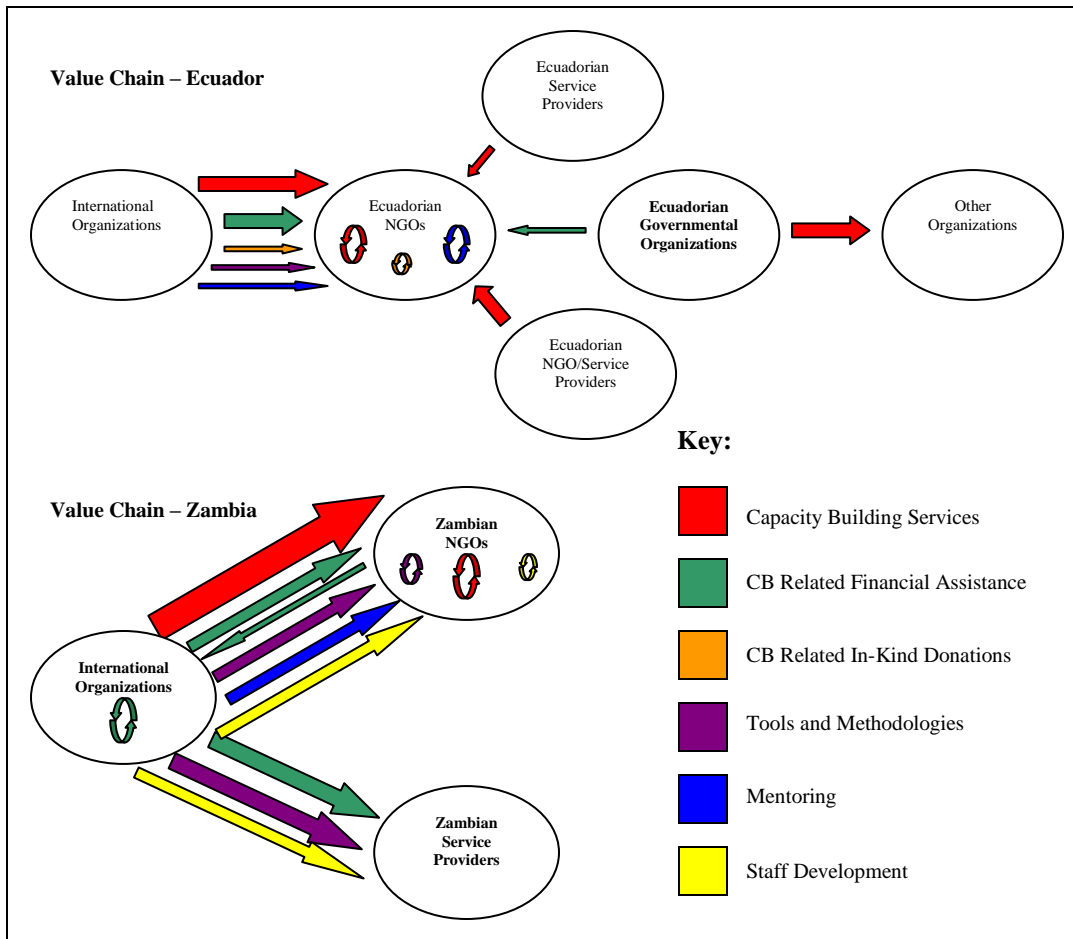 Value Chain – Ecuador
Ecuadorian
Service
Providers
International
Organizations
Ecuadorian
NGOs
Ecuadorian
Governmental
Organizations
Other
Organizations
Ecuadorian
NGO/Service
Providers
Key:
Value Chain – Zambia
Zambian
NGOs
International
Organizations
Zambian
Service
Providers
Capacity Building Services
CB Related Financial Assistance
CB Related In-Kind Donations
Tools and Methodologies
Mentoring
Staff Development